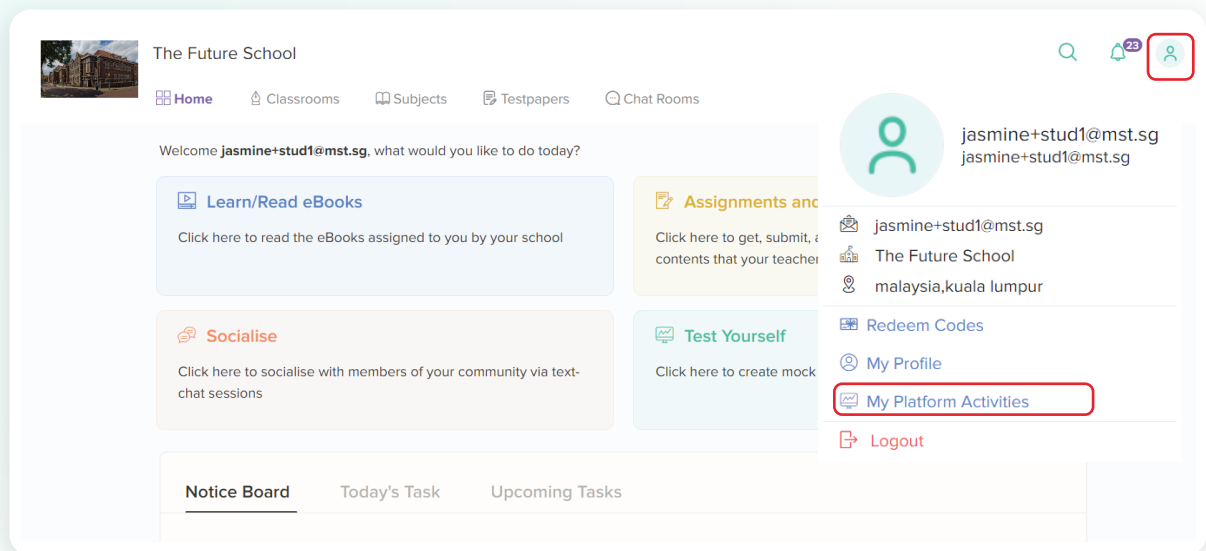 The Future School
23
Home Classrooms Subjects Testpapers Chat Rooms
Welcome jasmine+stud1@mst.sg, what would you like to do today?
Learn/Read eBooks
Click here to read the eBooks assigned to you by your school
Assignments and
Click here to get, submit,
contents that your teacher
Socialise
Click here to socialise with members of your community via text-
chat sessions
Test Yourself
Click here to create mock
Notice Board Today's Task Upcoming Tasks
jasmine+stud1@mst.sg
jasmine+stud1@mst.sg
jasmine+stud1@mst.sg
The Future School
malaysia,kuala lumpur
Redeem Codes
My Profile
My Platform Activities
Logout